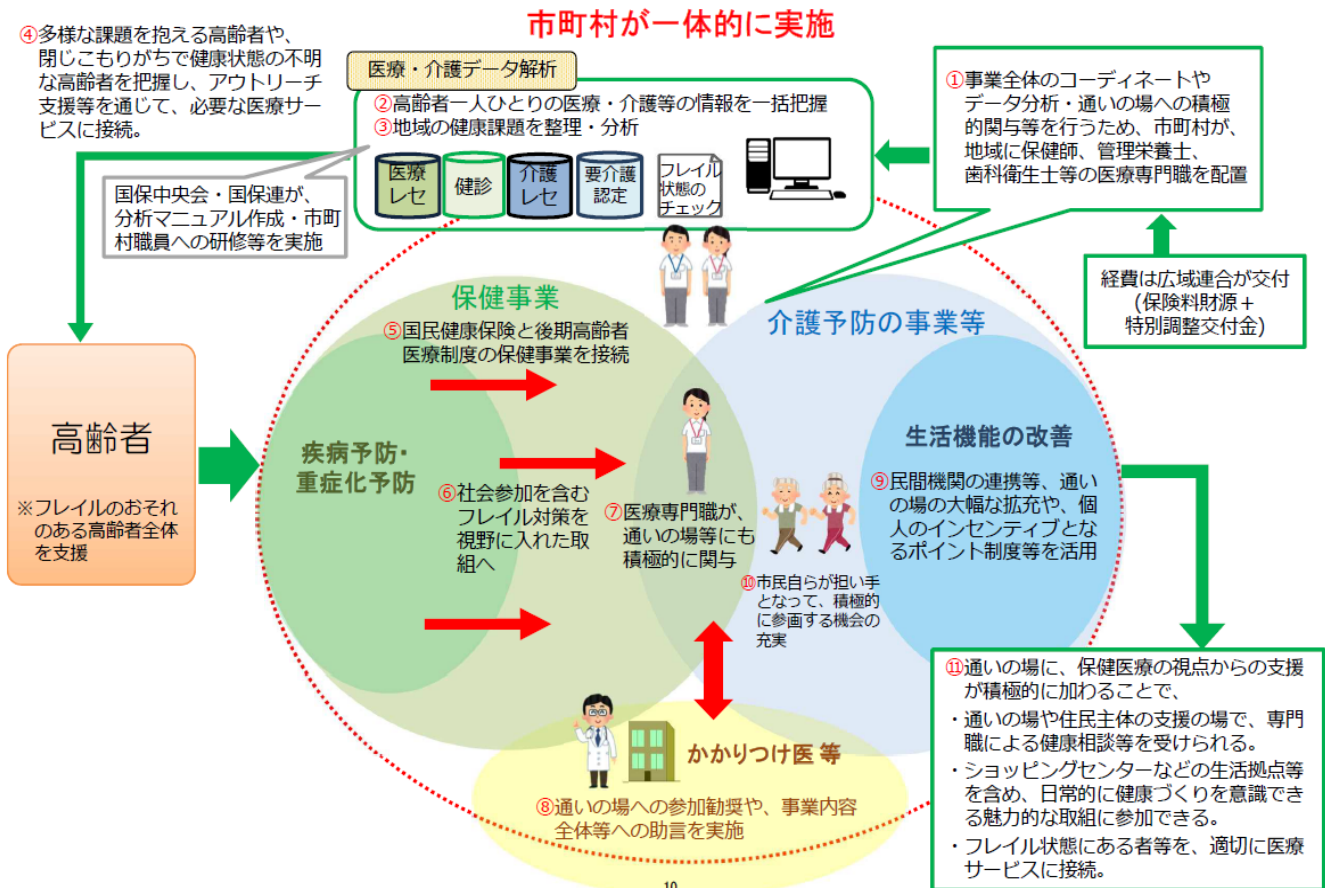 市町村が一体的に実施
④多様な課題を抱える高齢者や、
閉じこもりがちで健康状態の不明
な高齢者を把握し、アウトリーチ
支援等を通じて、必要な医療サー
ビスに接続。
医療・介護データ解析
②高齢者一人ひとりの医療・介護等の情報を一括把握
③地域の健康課題を整理・分析
医療
レセ
健診
介護
レセ
要介護
認定
フレイル
状態の
チェック
①事業全体のコーディネートや
データ分析・通いの場への積極
的関与等を行うため、市町村が、
地域に保健師、管理栄養士、
歯科衛生士等の医療専門職を配置
国保中央会・国保連が、
分析マニュアル作成・市町
村職員への研修等を実施
経費は広域連合が交付
(保険料財源＋
特別調整交付金)
保健事業
⑤国民健康保険と後期高齢者
医療制度の保健事業を接続
介護予防の事業等
高齢者
※フレイルのおそれ
のある高齢者全体
を支援
疾病予防・
重症化予防
⑥社会参加を含む
フレイル対策を
視野に入れた取
組へ
⑦医療専門職が、
通いの場等にも
積極的に関与
生活機能の改善
⑨民間機関の連携等、通い
の場の大幅な拡充や、個
人のインセンティブとな
るポイント制度等を活用
⑩市民自らが担い手
となって、積極的
に参画する機会の
充実
かかりつけ医 等
⑧通いの場への参加勧奨や、事業内容
全体等への助言を実施
⑪通いの場に、保健医療の視点からの支援
が積極的に加わることで、
・通いの場や住民主体の支援の場で、専門
職による健康相談等を受けられる。
・ショッピングセンターなどの生活拠点等
を含め、日常的に健康づくりを意識でき
る魅力的な取組に参加できる。
・フレイル状態にある者等を、適切に医療
サービスに接続。
10